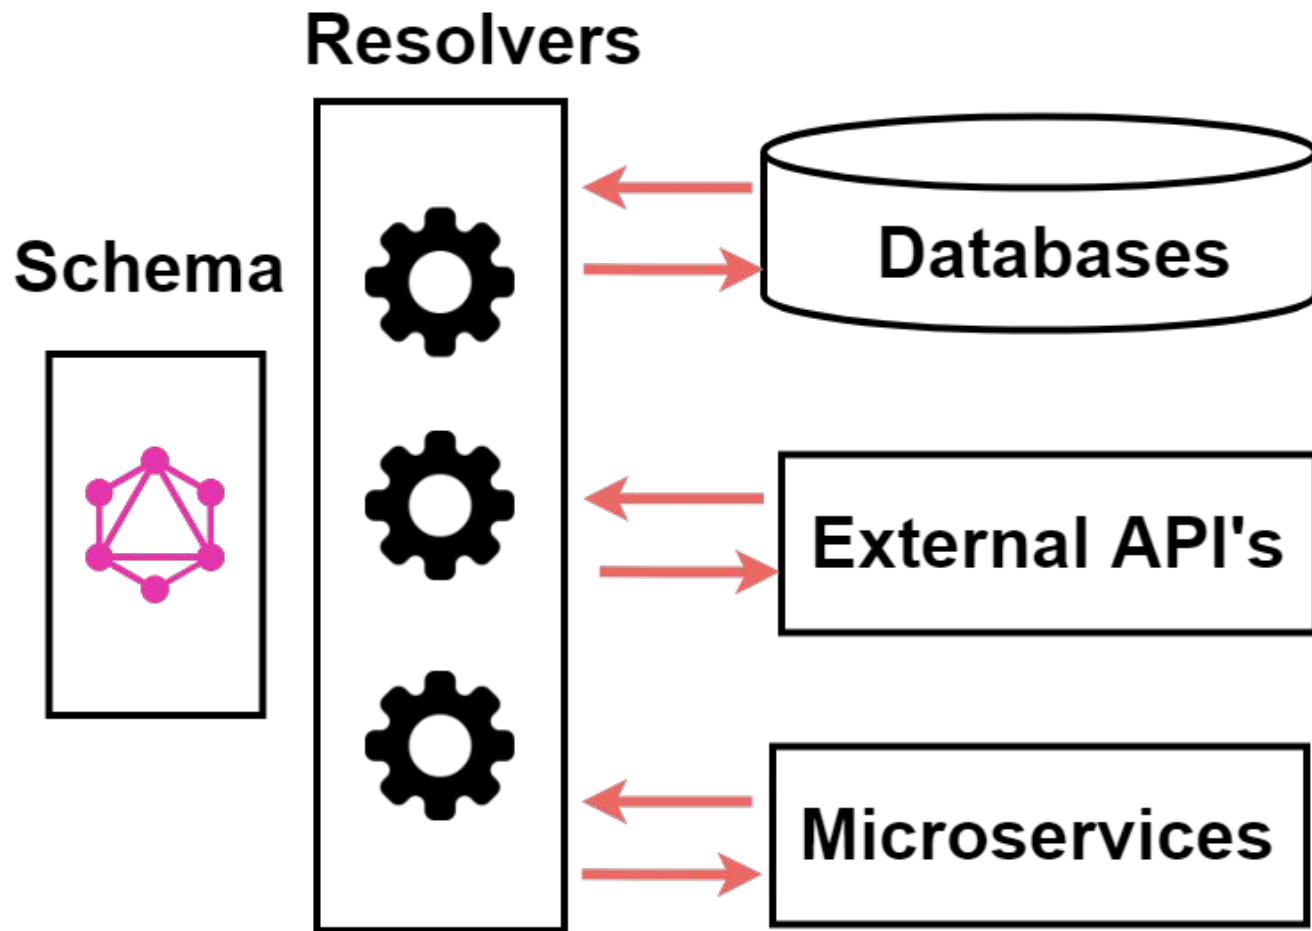 Resolvers
Schema
Databases
External API's
Microservices